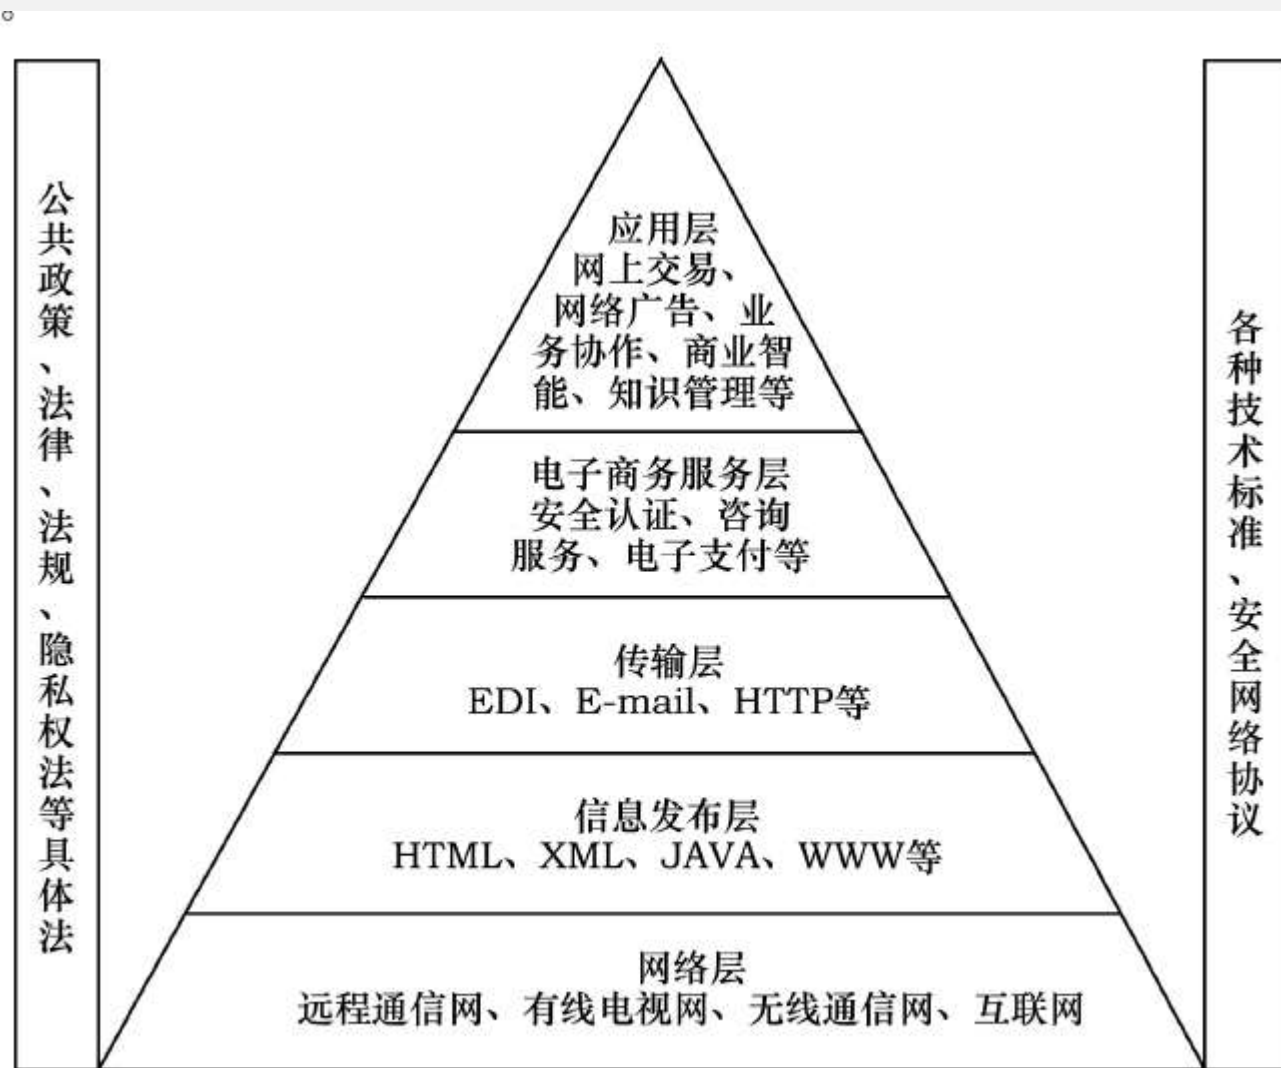 。
公共政策、法律、法规、隐私权法等具体法
应用层
网上交易、
网络广告、业
务协作、商业智
能、知识管理等
电子商务服务层
安全认证、咨询
服务、电子支付等
传输层
EDI、E-mail、HTTP等
信息发布层
HTML、XML、JAVA、WWW等
网络层
远程通信网、有线电视网、无线通信网、互联网
各种技术标准、安全网络协议